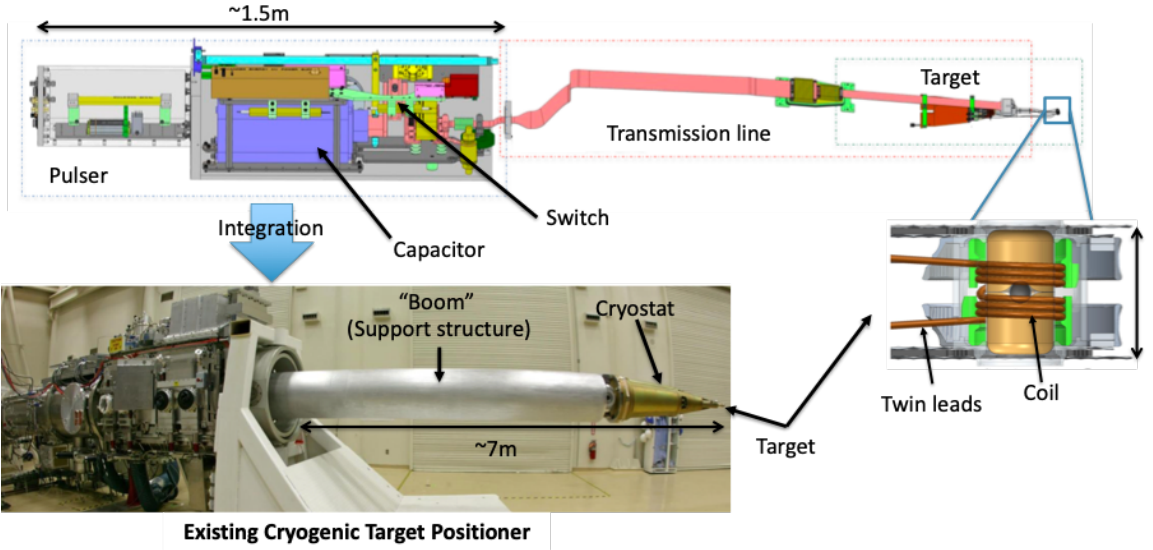 ~1.5m
Target
Transmission line
Pulser
Switch
Integration
Capacitor
“Boom”
(Support structure)
Cryostat
Coil
Twin leads
Target
~7m
Existing Cryogenic Target Positioner